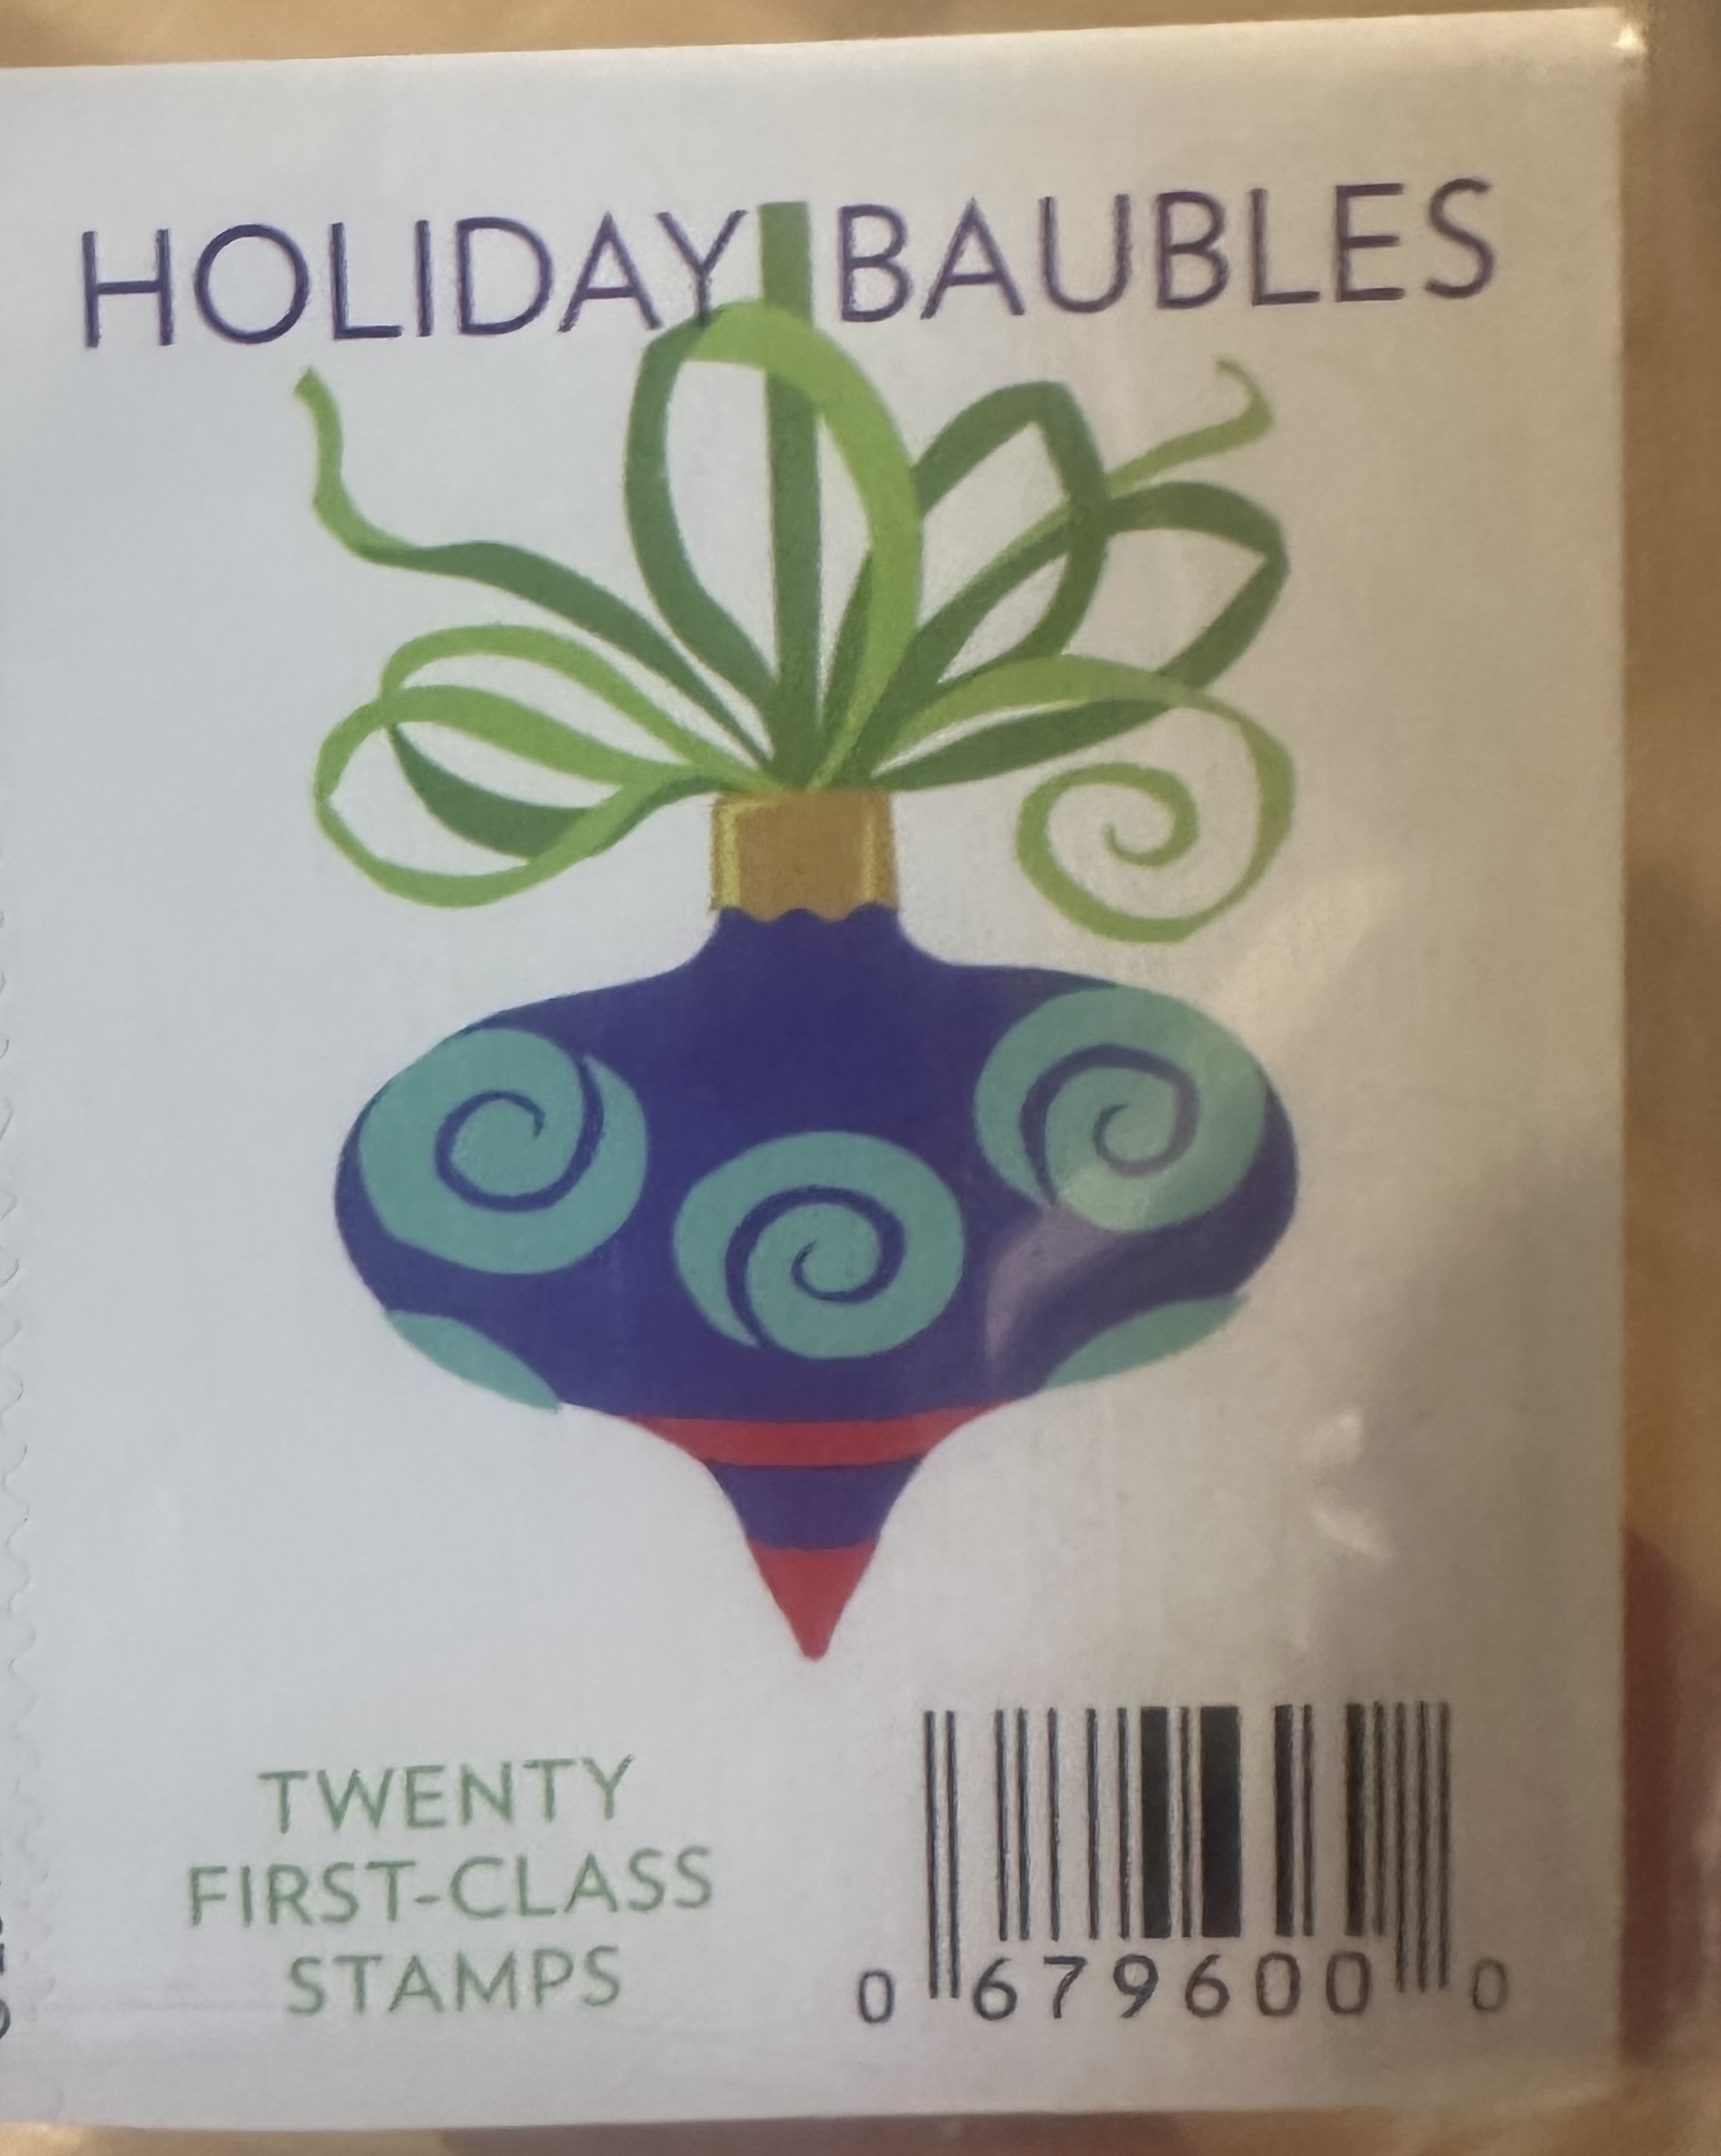 HOLIDAY BAUBLES
TWENTY
FIRST-CLASS
STAMPS
0 679600 0